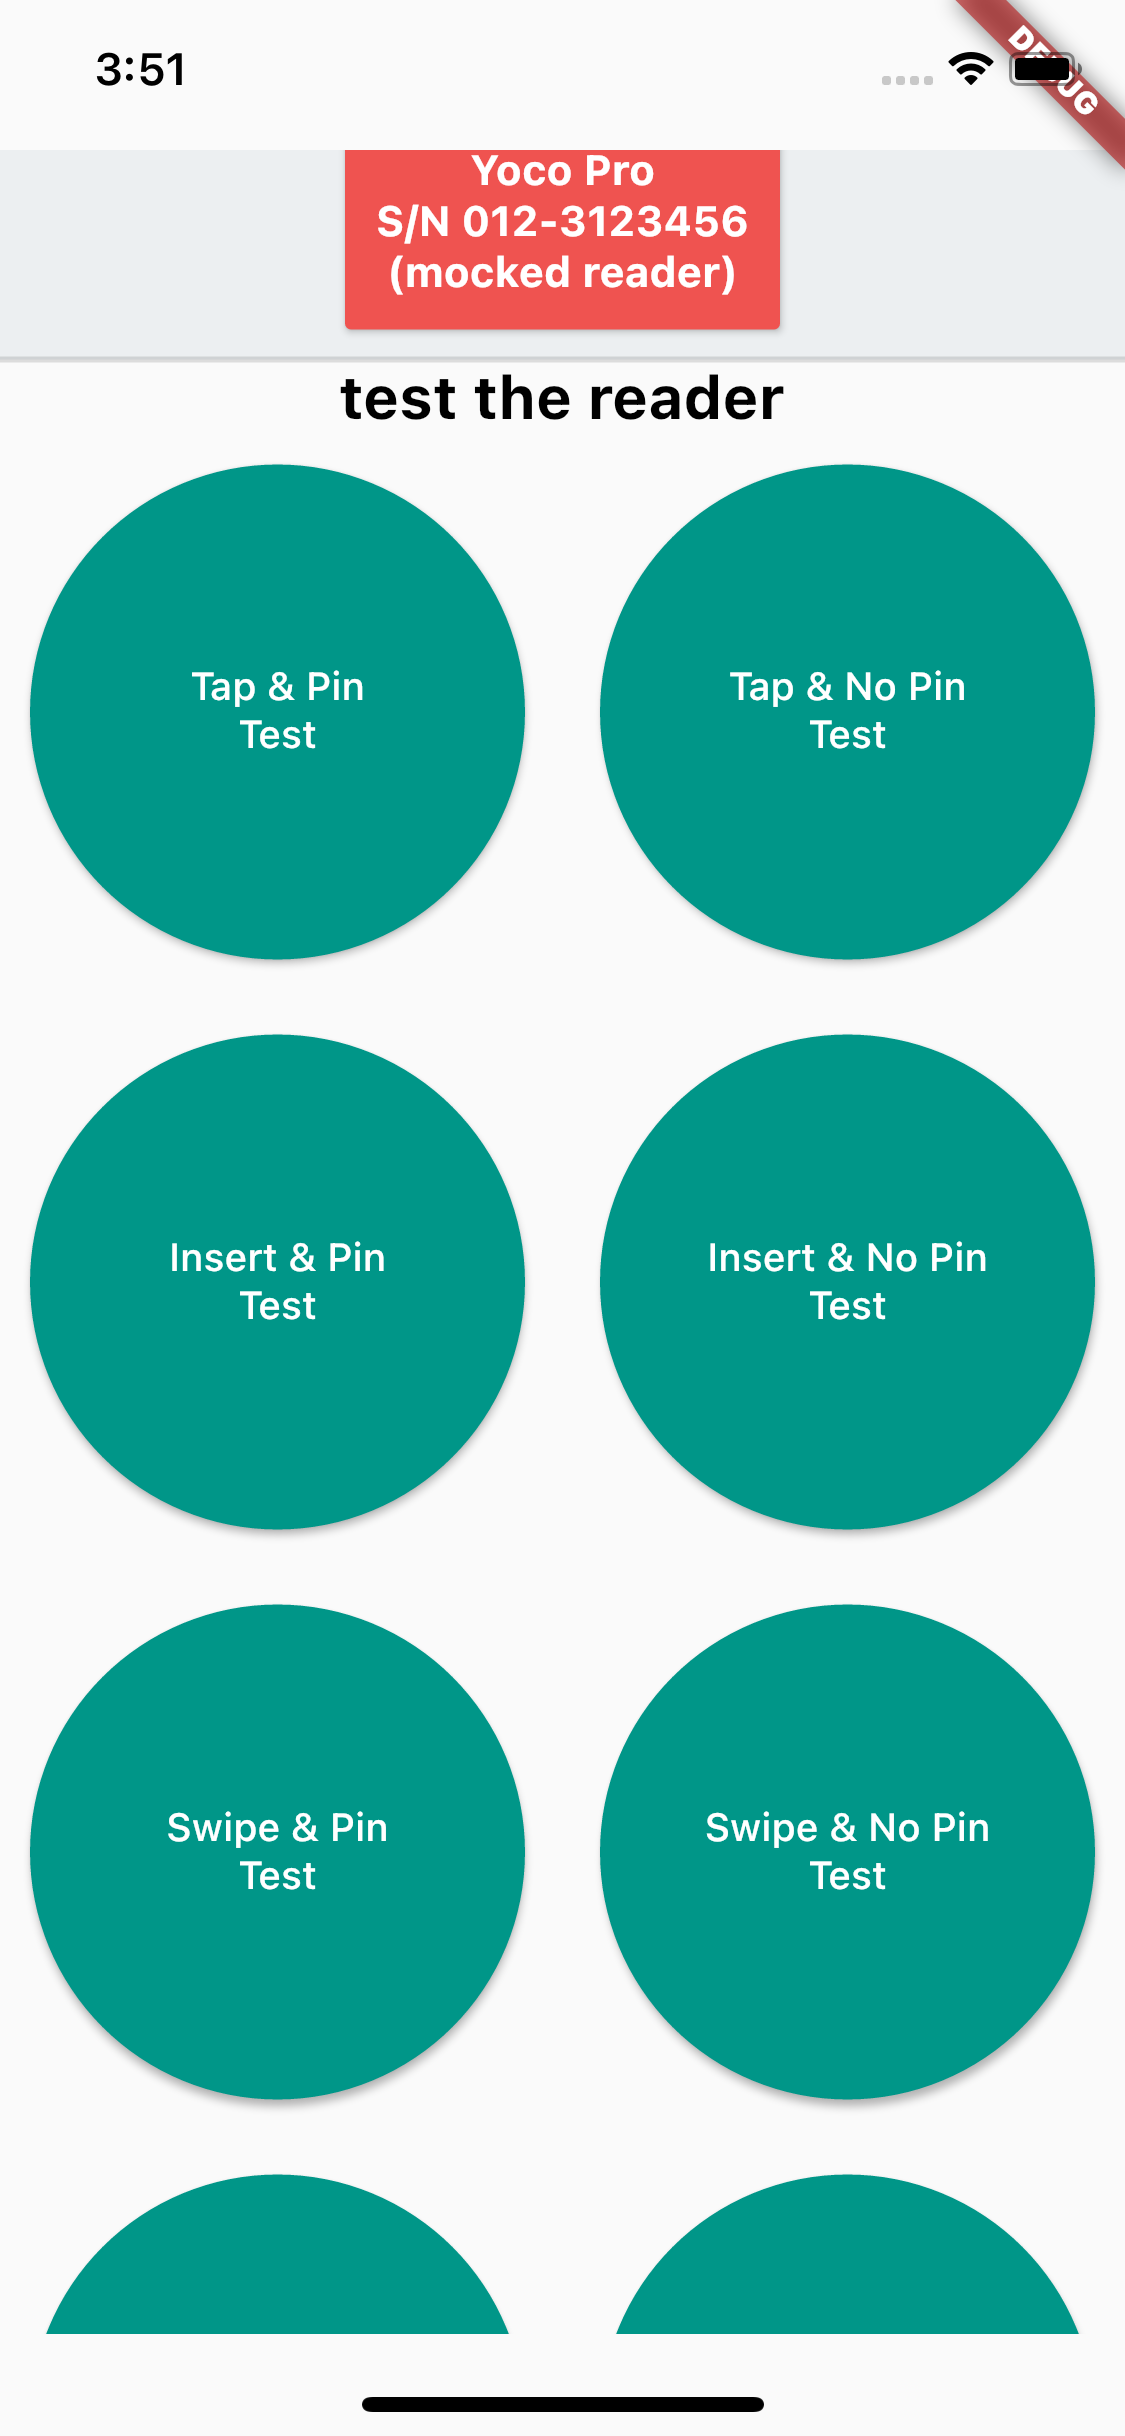 3:51
DEBUG
Yoco Pro
S/N 012-3123456
(mocked reader)
test the reader
Tap & Pin
Test
Tap & No Pin
Test
Insert & Pin
Test
Insert & No Pin
Test
Swipe & Pin
Test
Swipe & No Pin
Test